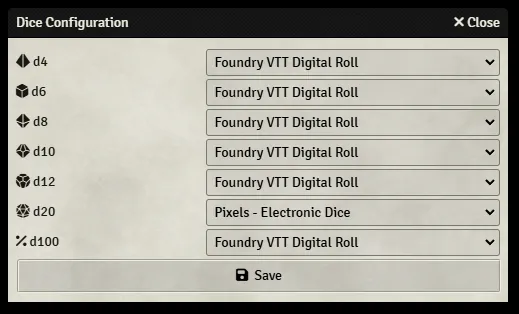 Dice Configuration
Close
d4 Foundry VTT Digital Roll
d6 Foundry VTT Digital Roll
d8 Foundry VTT Digital Roll
d10 Foundry VTT Digital Roll
d12 Foundry VTT Digital Roll
d20 Pixels - Electronic Dice
d100 Foundry VTT Digital Roll
Save